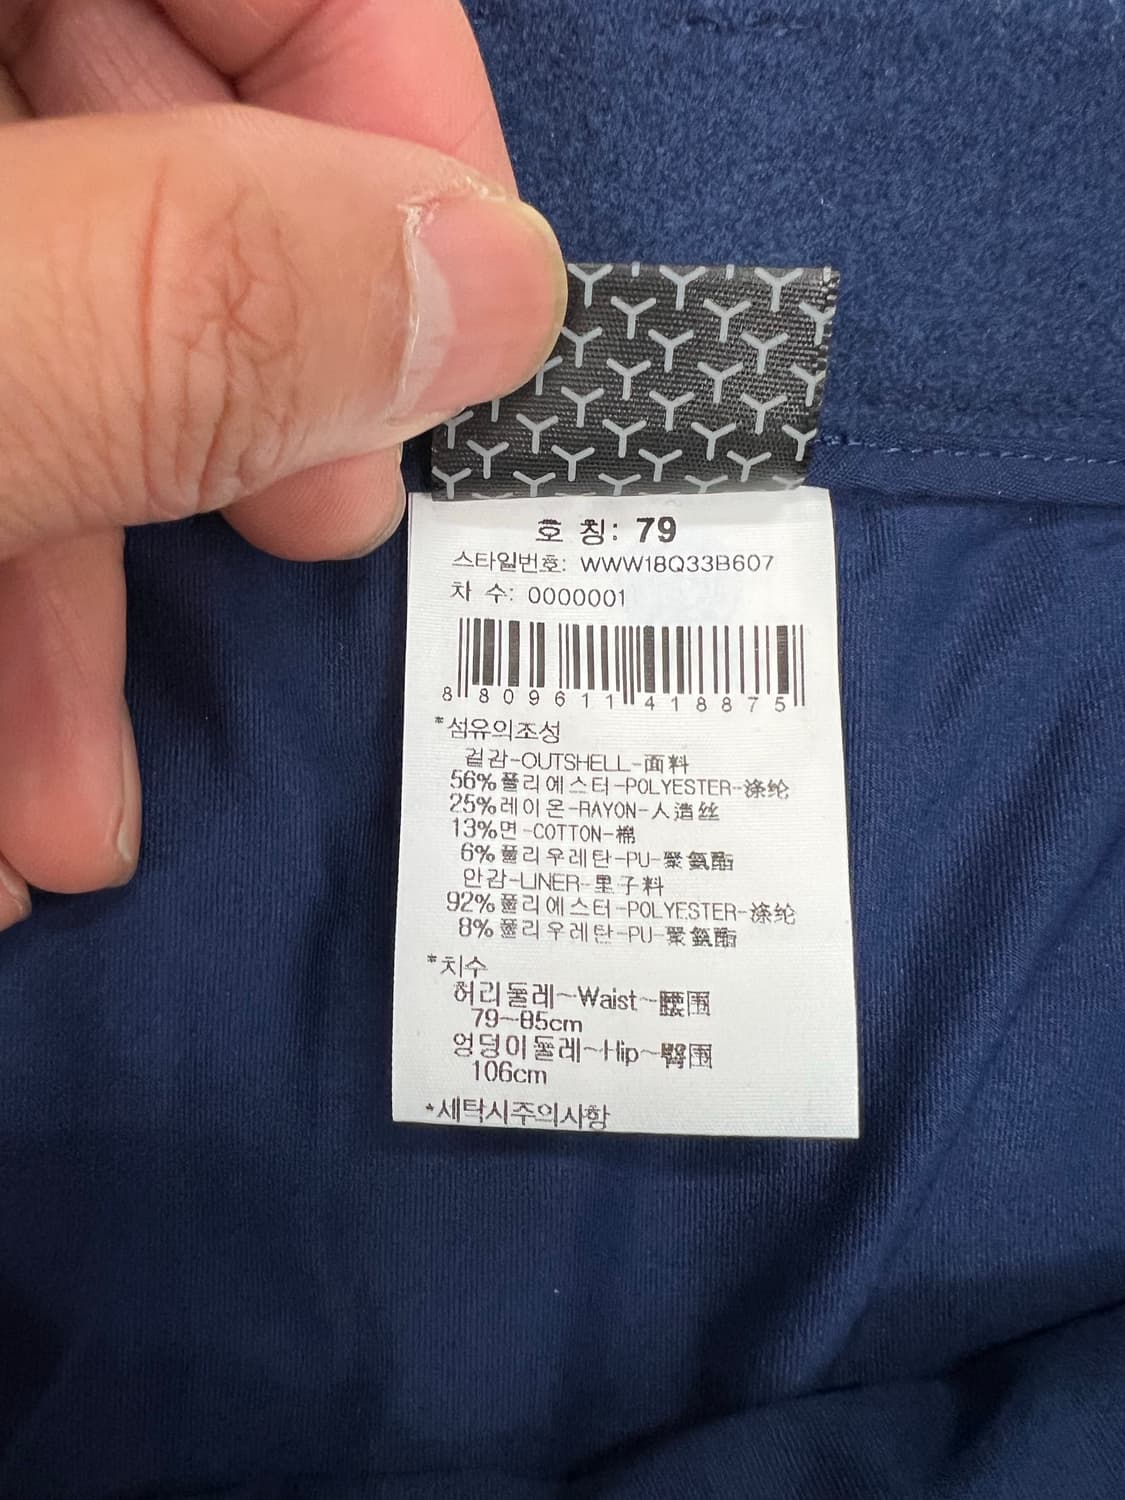 호 칭: 79
스타일번호: WWW18Q33B607
차 수: 0000001
8809611418875
*섬유의조성
겉감-OUTSHELL-面料
56%폴리에스터-POLYESTER-涤纶
25%레이온-RAYON-人造丝
13%면-COTTON-棉
6%폴리우레탄-PU-聚氨酯
안감-LINER-里子料
92%폴리에스터-POLYESTER-涤纶
8%폴리우레탄-PU-聚氨酯
*치수
허리둘레~Waist~腰围
79~85cm
엉덩이둘레~Hip~臀围
106cm
*세탁시주의사항